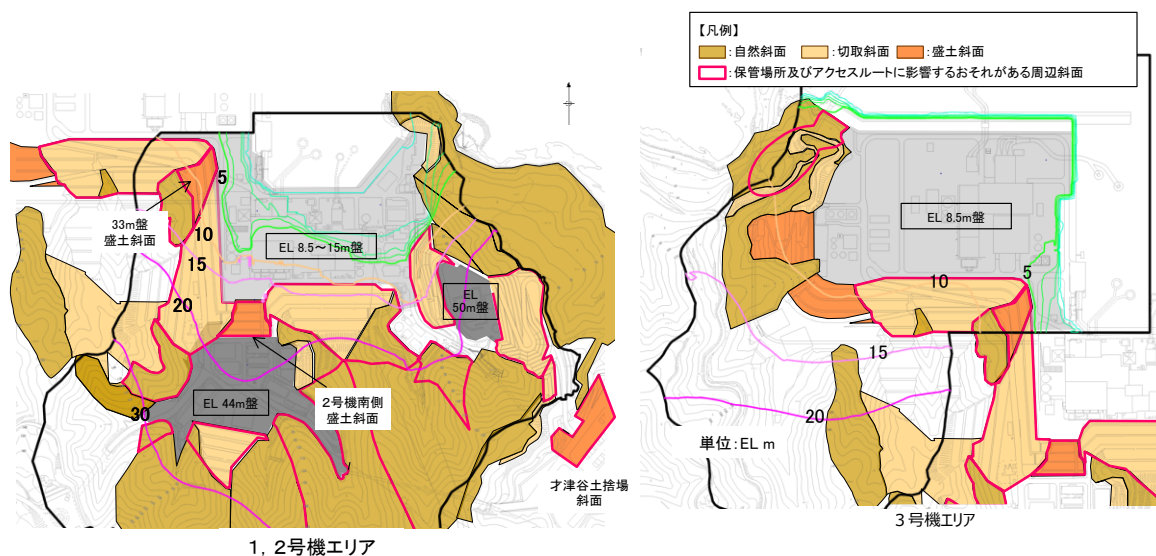 【凡例】
:自然斜面 :切取斜面 :盛土斜面
:保管場所及びアクセスルートに影響するおそれがある周辺斜面
5
33m盤
盛土斜面
10
EL 8.5～15m盤
15
20
EL
50m盤
EL 44m盤
30
2号機南側
盛土斜面
才津谷土捨場
斜面
1，2号機エリア
EL 8.5m盤
5
10
15
20
単位:EL m
3号機エリア